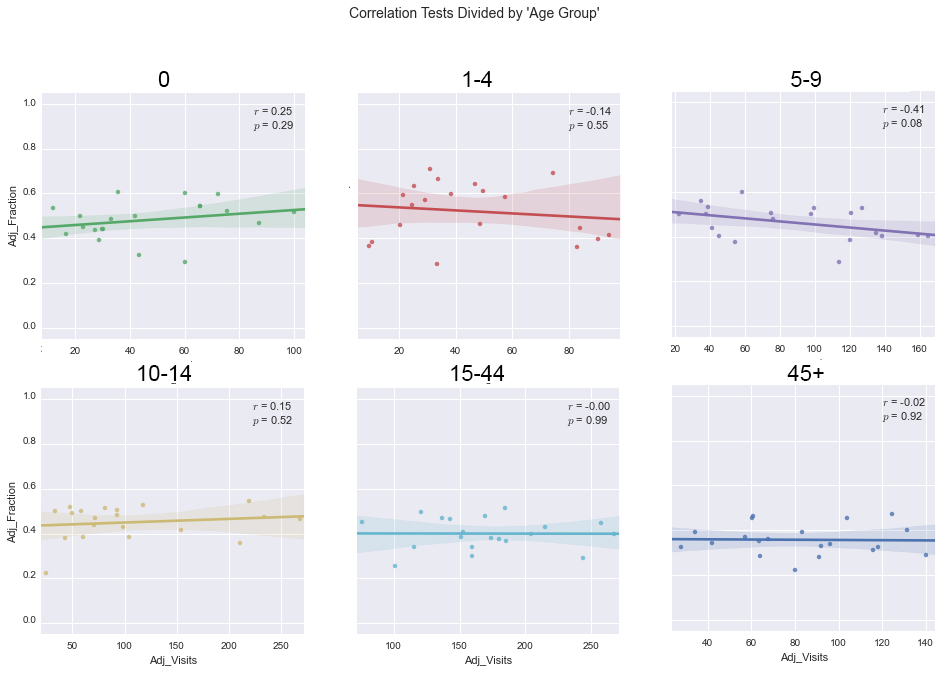 Correlation Tests Divided by 'Age Group'
0
1-4
5-9
r = 0.25
p = 0.29
r = -0.14
p = 0.55
r = -0.41
p = 0.08
Adj_Fraction
1.0
0.8
0.6
0.4
0.2
0.0
20 40 60 80 100
20 40 60 80
20 40 60 80 100 120 140 160
10-14
15-44
45+
r = 0.15
p = 0.52
r = -0.00
p = 0.99
r = -0.02
p = 0.92
Adj_Fraction
1.0
0.8
0.6
0.4
0.2
0.0
50 100 150 200 250
100 150 200 250
40 60 80 100 120 140
Adj_Visits
Adj_Visits
Adj_Visits